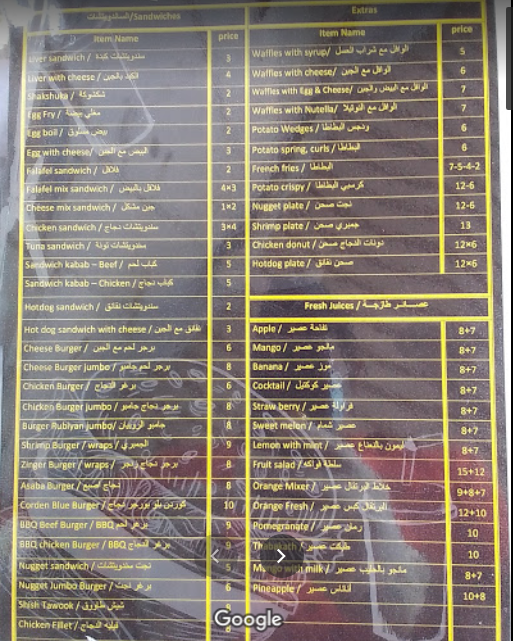 السندويتشات/Sandwiches
Item Name price
Liver sandwich / سندويتشات كبدة 3
Liver with cheese / الكبد بالجبن 4
Shakshuka / شكشوكة 2
Egg Fry / 2
Egg boil / بيض مسلوق 2
Egg with cheese/ البيض مع الجبن 3
Falafel sandwich / فلافل 2
Falafel mix sandwich / فلافل بالبيض 4×3
Cheese mix sandwich / جبن مشكل 1×2
Chicken sandwich / سندويتشات دجاج 3×4
Tuna sandwich / سندويتشات تونة 3
Sandwich kabab – Beef / كباب لحم 5
Sandwich kabab – Chicken / كباب دجاج 5
Hotdog sandwich / سندويتشات نقانق 2
Hot dog sandwich with cheese / نقانق مع الجبن 3
Cheese Burger / برجر لحم مع الجبن 6
Cheese Burger jumbo / برجر لحم جامبو 8
Chicken Burger / برغر الدجاج 6
Chicken Burger jumbo / برجر دجاج جامبو 8
Burger Rubiyan jumbo/ جامبو الروبيان 8
Shrimp Burger / wraps / الجمبري 9
Zinger Burger / wraps / برجر دجاج زنجر 8
Asaba Burger / دجاج أصبع 8
Corden Blue Burger / كوردن بلو بورجر دجاج 10
BBQ Beef Burger / BBQ برغر لحم 9
BBQ chicken Burger / BBQ برغر الدجاج 9
Nugget sandwich / نجت سندويتشات 5
Nugget Jumbo Burger / برغر نجت 6
Shish Tawook / شيش طاووق
Chicken Fillet / فيليه الدجاج
Extras
Item Name price
Waffles with syrup/ الوافل مع شراب العسل 5
Waffles with cheese/ الوافل مع الجبن 6
Waffles with Egg & Cheese/ الوافل مع البيض والجبن 7
Waffles with Nutella/ الوافل مع النوتيلا 7
Potato Wedges / ودجس البطاطا 6
Potato spring, curls / البطاطا 6
French fries / البطاطا 7-5-4-2
Potato crispy / كرسبي البطاطا 12-6
Nugget plate / نجت صحن 12-6
Shrimp plate / جمبري صحن 13
Chicken donut / دونات الدجاج صحن 12×6
Hotdog plate / صحن نقانق 12×6
Fresh Juices / عصائر طازجة
Apple / تفاحة عصير 8+7
Mango / مانجو عصير 8+7
Banana / موز عصير 8+7
Cocktail / عصير كوكتيل 8+7
Straw berry / فراولة عصير 8+7
Sweet melon / عصير شمام 8+7
Lemon with mint / ليمون بالنعناع عصير 8+7
Fruit salad / سلطة فواكه 15+12
Orange Mixer / خلاط البرتقال عصير 9+8+7
Orange Fresh / البرتقال كبس عصير 12+10
Pomegranate / رمان عصير 10
عصير 10
Mango with milk / مانجو بالحليب عصير 8+7
Pineapple / أناناس عصير 10+8
Google